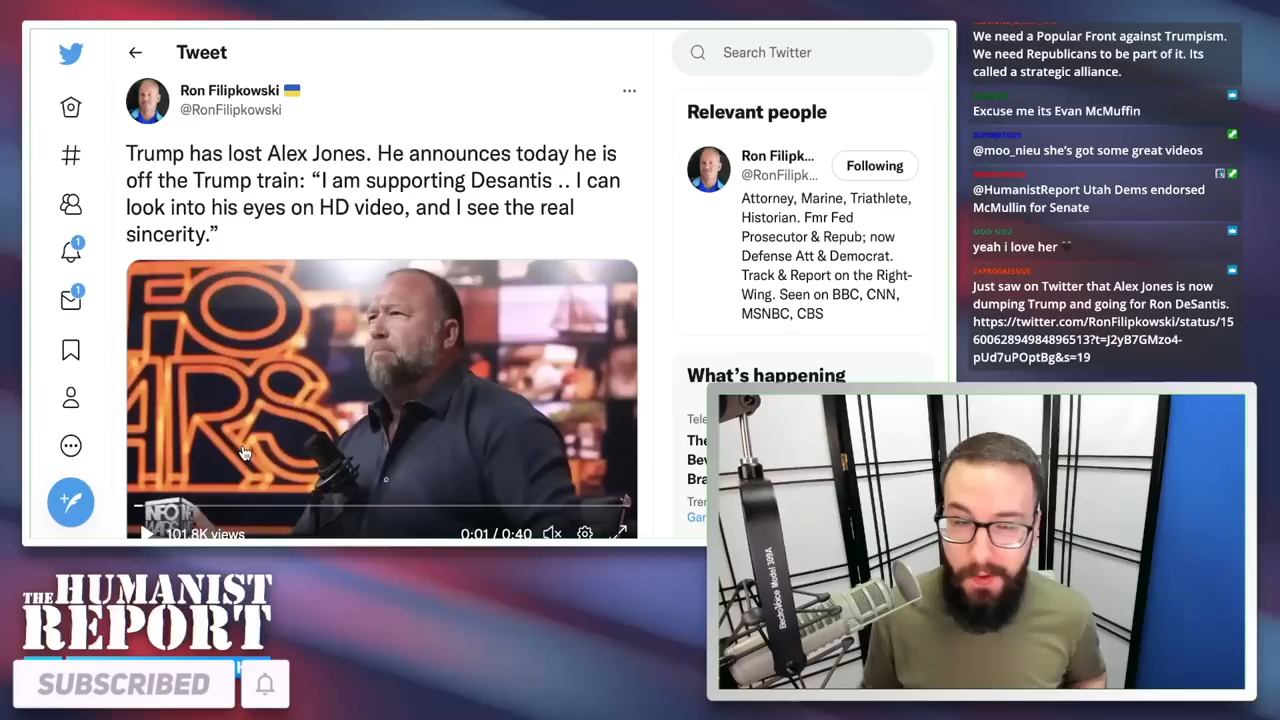 Tweet
Ron Filipkowski
@RonFilipkowski
Trump has lost Alex Jones. He announces today he is
off the Trump train: “I am supporting Desantis .. I can
look into his eyes on HD video, and I see the real
sincerity.”
101.8K views
0:01 / 0:40
1
1
Search Twitter
Relevant people
Ron Filipk...
@RonFilipk...
Following
Attorney, Marine, Triathlete,
Historian. Fmr Fed
Prosecutor & Repub; now
Defense Att & Democrat.
Track & Report on the Right-
Wing. Seen on BBC, CNN,
MSNBC, CBS
What’s happening
We need a Popular Front against Trumpism.
We need Republicans to be part of it. Its
called a strategic alliance.
Excuse me its Evan McMuffin
@moo_nieu she’s got some great videos
@HumanistReport Utah Dems endorsed
McMullin for Senate
MOO_NIEU
yeah i love her
CKPROGRESSIVE:
Just saw on Twitter that Alex Jones is now
dumping Trump and going for Ron DeSantis.
https://twitter.com/RonFilipkowski/status/15
60062894984896513?t=J2yB7GMzo4-
pUd7uPOptBg&s=19
ElectroVoice Model 309A
THE HUMANIST
REPORT
SUBSCRIBED